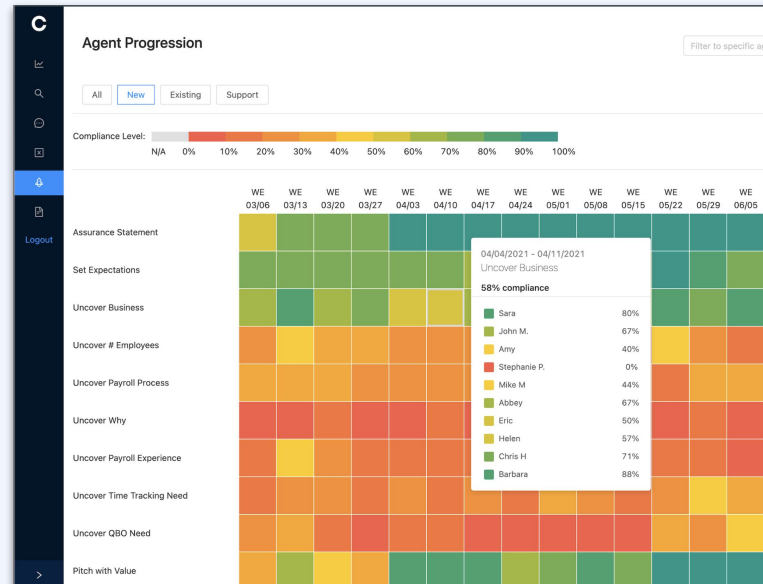 C
Agent Progression
Filter to specific ag
All New Existing Support
Compliance Level:
N/A 0% 10% 20% 30% 40% 50% 60% 70% 80% 90% 100%
WE WE WE WE WE WE WE WE WE WE WE WE WE WE
03/06 03/13 03/20 03/27 04/03 04/10 04/17 04/24 05/01 05/08 05/15 05/22 05/29 06/05
Logout
Assurance Statement
Set Expectations
Uncover Business
Uncover # Employees
Uncover Payroll Process
Uncover Why
Uncover Payroll Experience
Uncover Time Tracking Need
Uncover QBO Need
Pitch with Value
04/04/2021 - 04/11/2021
Uncover Business
58% compliance
Sara 80%
John M. 67%
Amy 40%
Stephanie P. 0%
Mike M 44%
Abbey 67%
Eric 50%
Helen 57%
Chris H 71%
Barbara 88%